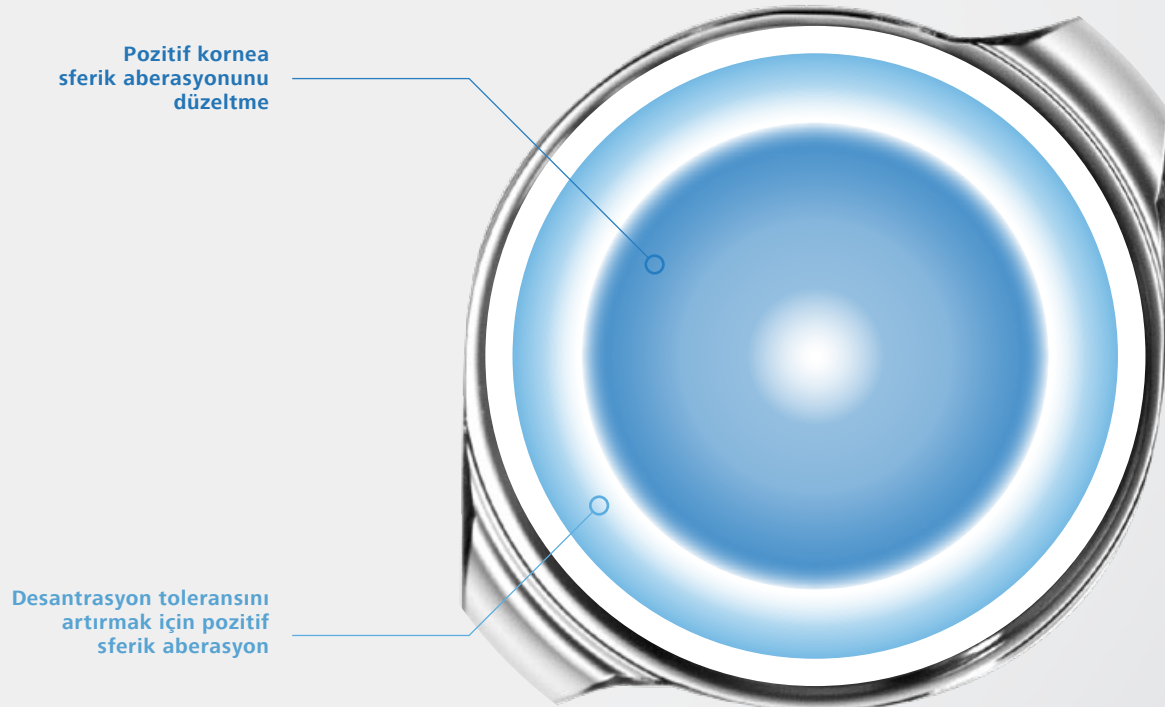 Pozitif kornea
sferik aberasyonunu
düzeltme
Desantrasyon toleransını
artırmak için pozitif
sferik aberasyon